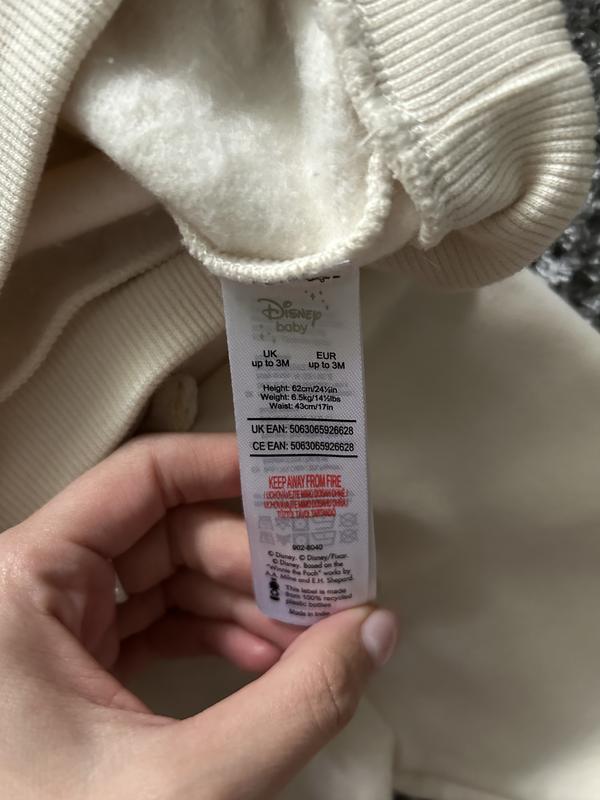 Disney
baby
UK EUR
up to 3M up to 3M
Height: 62cm/24½in
Weight: 6.5kg/14½lbs
Waist: 43cm/17in
UK EAN: 5063065926628
CE EAN: 5063065926628
KEEP AWAY FROM FIRE
902-8040
© Disney. © Disney/Pixar.
© Disney. Based on the
"Winnie the Pooh" works by
A.A. Milne and E.H. Shepard.
This label is made
from 100% recycled
plastic bottles
Made in India